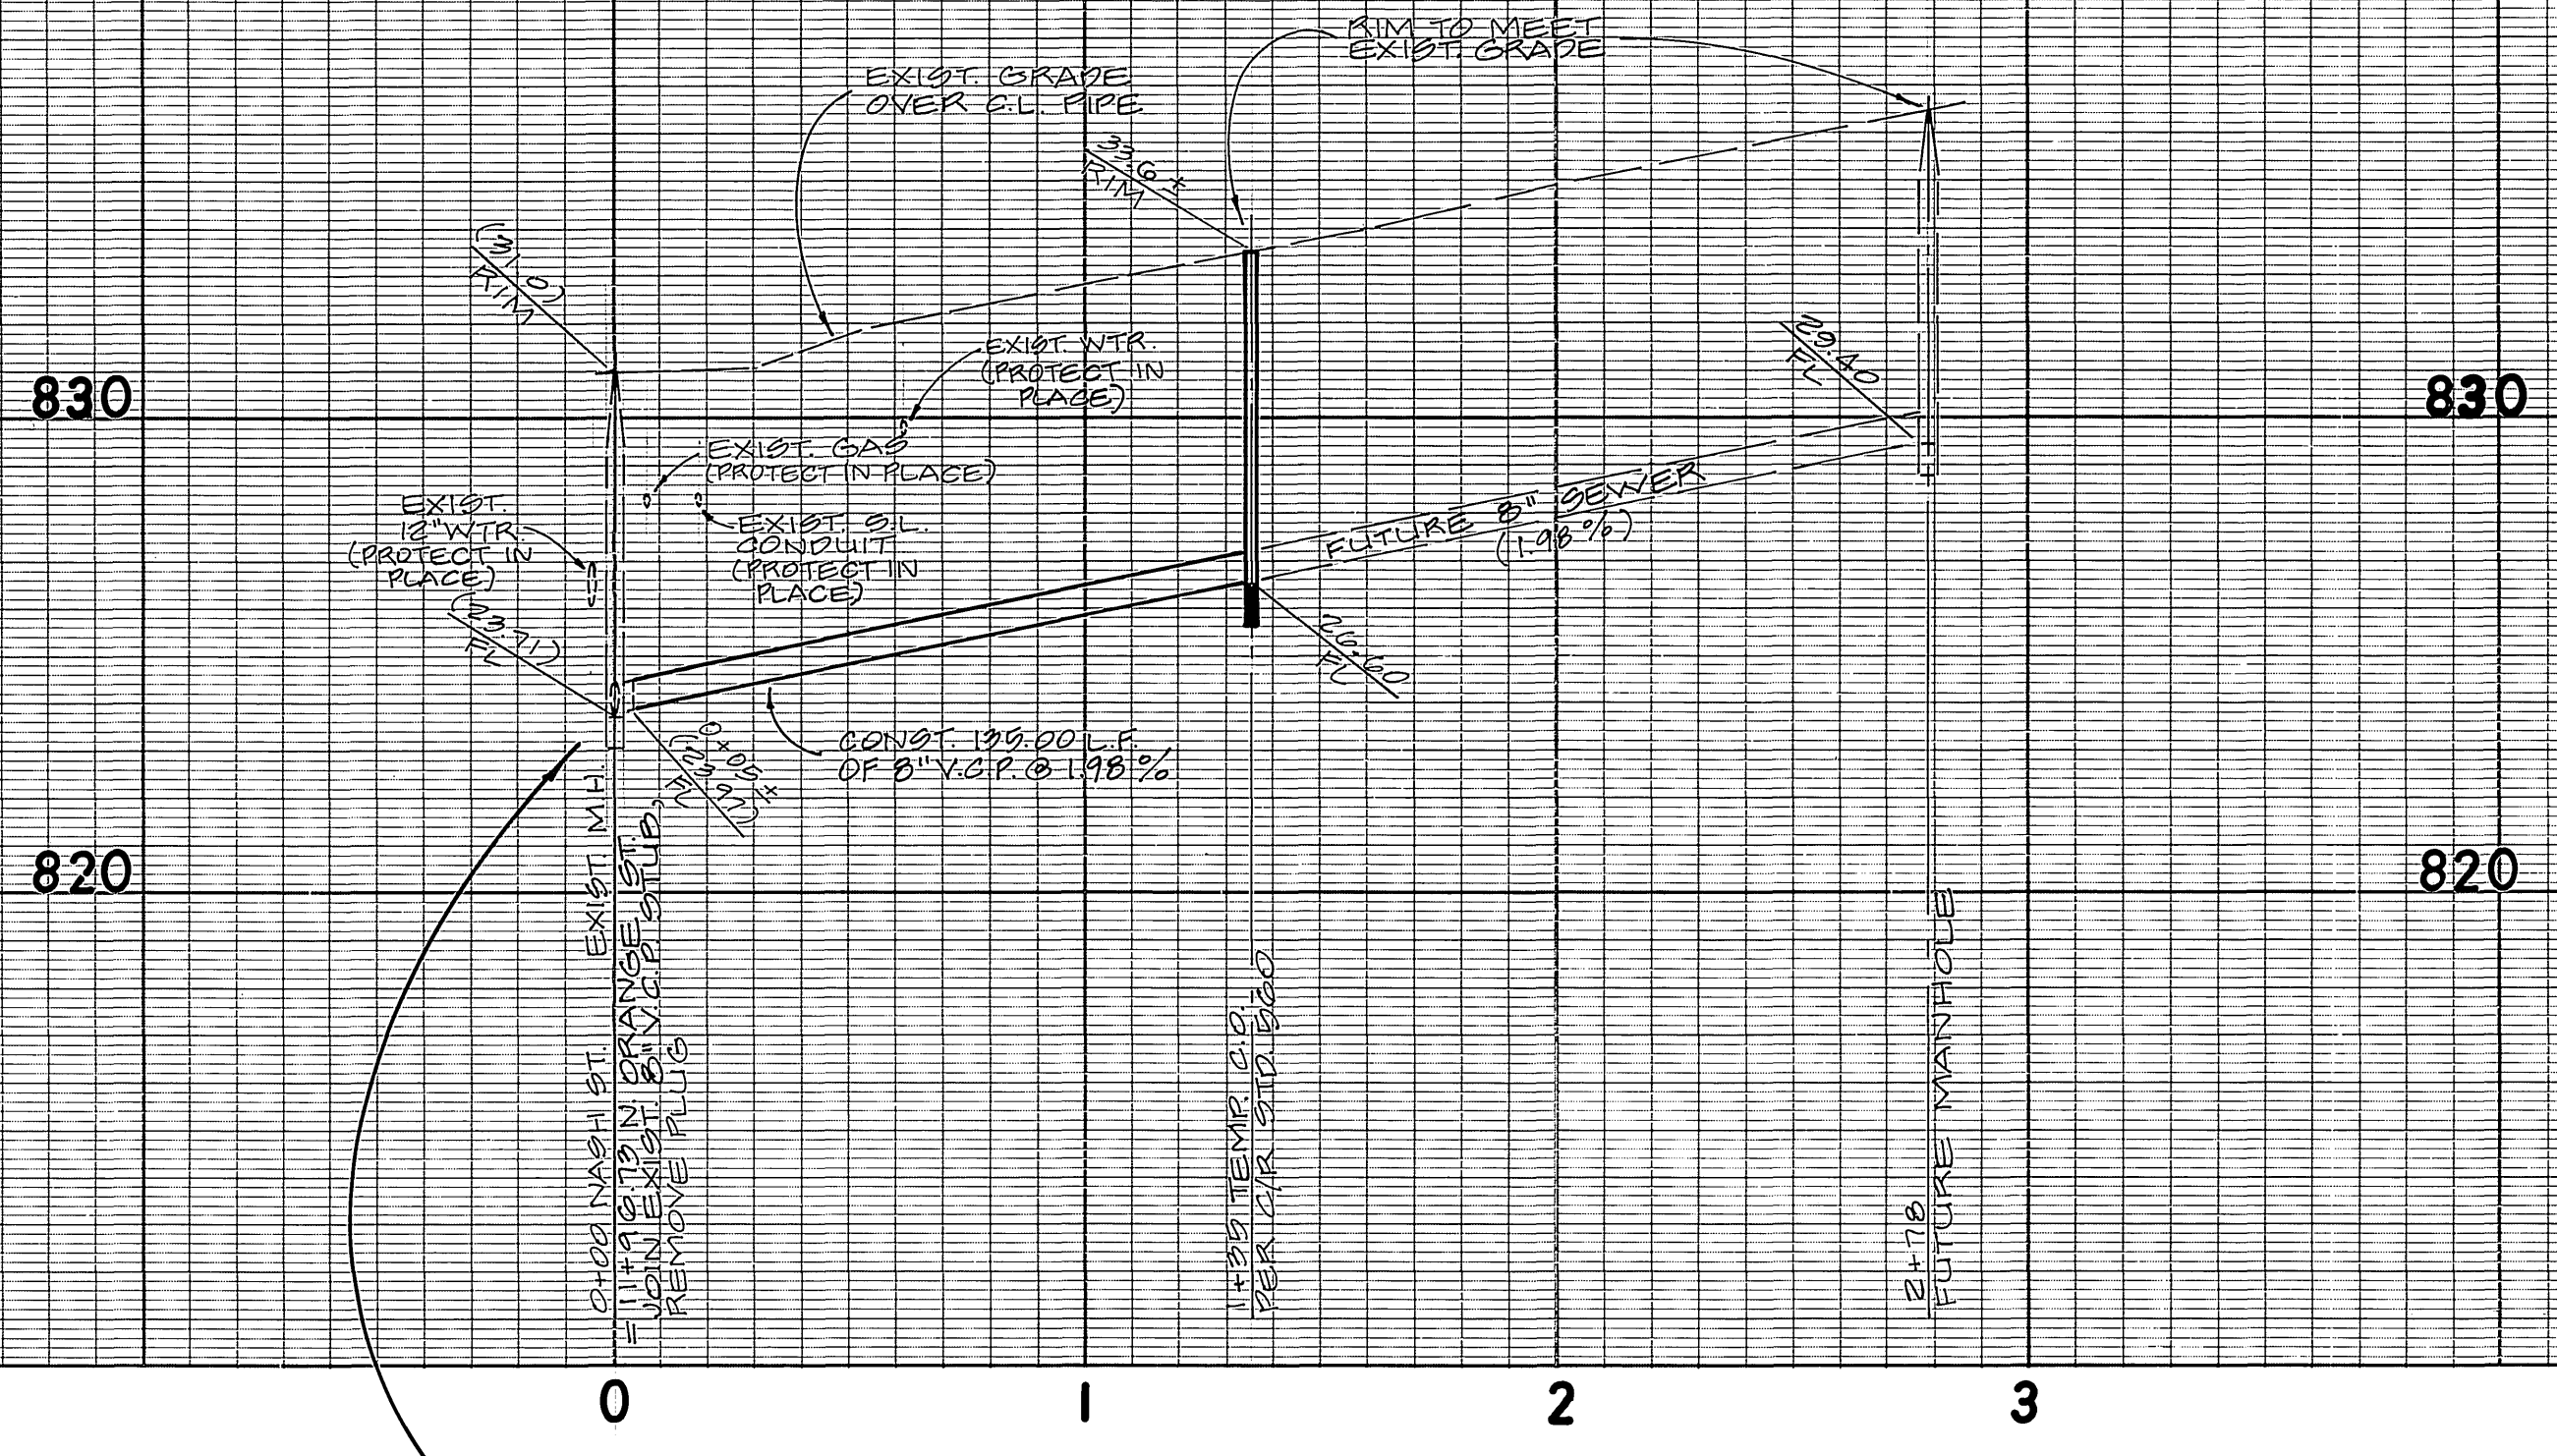 RIM TO MEET
EXIST. GRADE
EXIST. GRADE
OVER C.L. PIPE
33.6 ±
RIM
(31.0)
RIM
830
830
EXIST. WTR.
(PROTECT IN
PLACE)
29.40
FL
EXIST. GAS
(PROTECT IN PLACE)
EXIST.
12" WTR.
(PROTECT IN
PLACE)
EXIST. S.L.
CONDUIT
(PROTECT IN
PLACE)
FUTURE 8" SEWER
(1.98%)
(23.71)
FL
26.60
FL
0+05
(23.97)±
FL
CONST. 135.00 L.F.
OF 8" V.C.P. @ 1.98%
820
820
0+00 NASH ST. EXIST. M.H.
= 11+96.73 N. ORANGE ST.
JOIN EXIST. 8" V.C.P. STUB,
REMOVE PLUG
1+35 TEMP. C.O.
PER C/R STD. 560
2+78
FUTURE MANHOLE
0
1
2
3